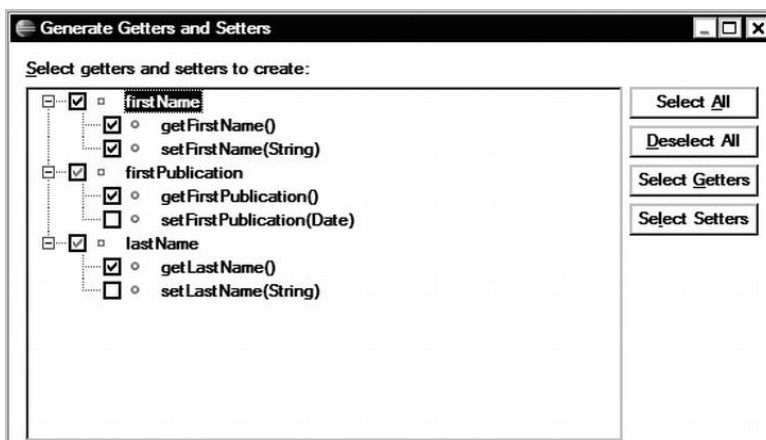 Generate Getters and Setters
Select getters and setters to create:
firstName
getFirstName()
setFirstName(String)
firstPublication
getFirstPublication()
setFirstPublication(Date)
lastName
getLastName()
setLastName(String)
Select All
Deselect All
Select Getters
Select Setters